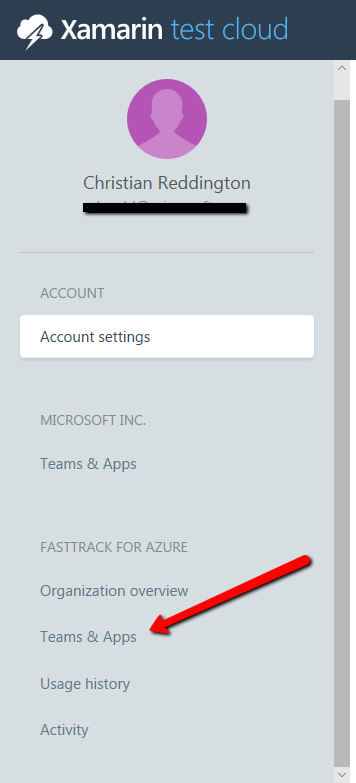 Xamarin test cloud
Christian Reddington
ACCOUNT
Account settings
MICROSOFT INC.
Teams & Apps
FASTTRACK FOR AZURE
Organization overview
Teams & Apps
Usage history
Activity